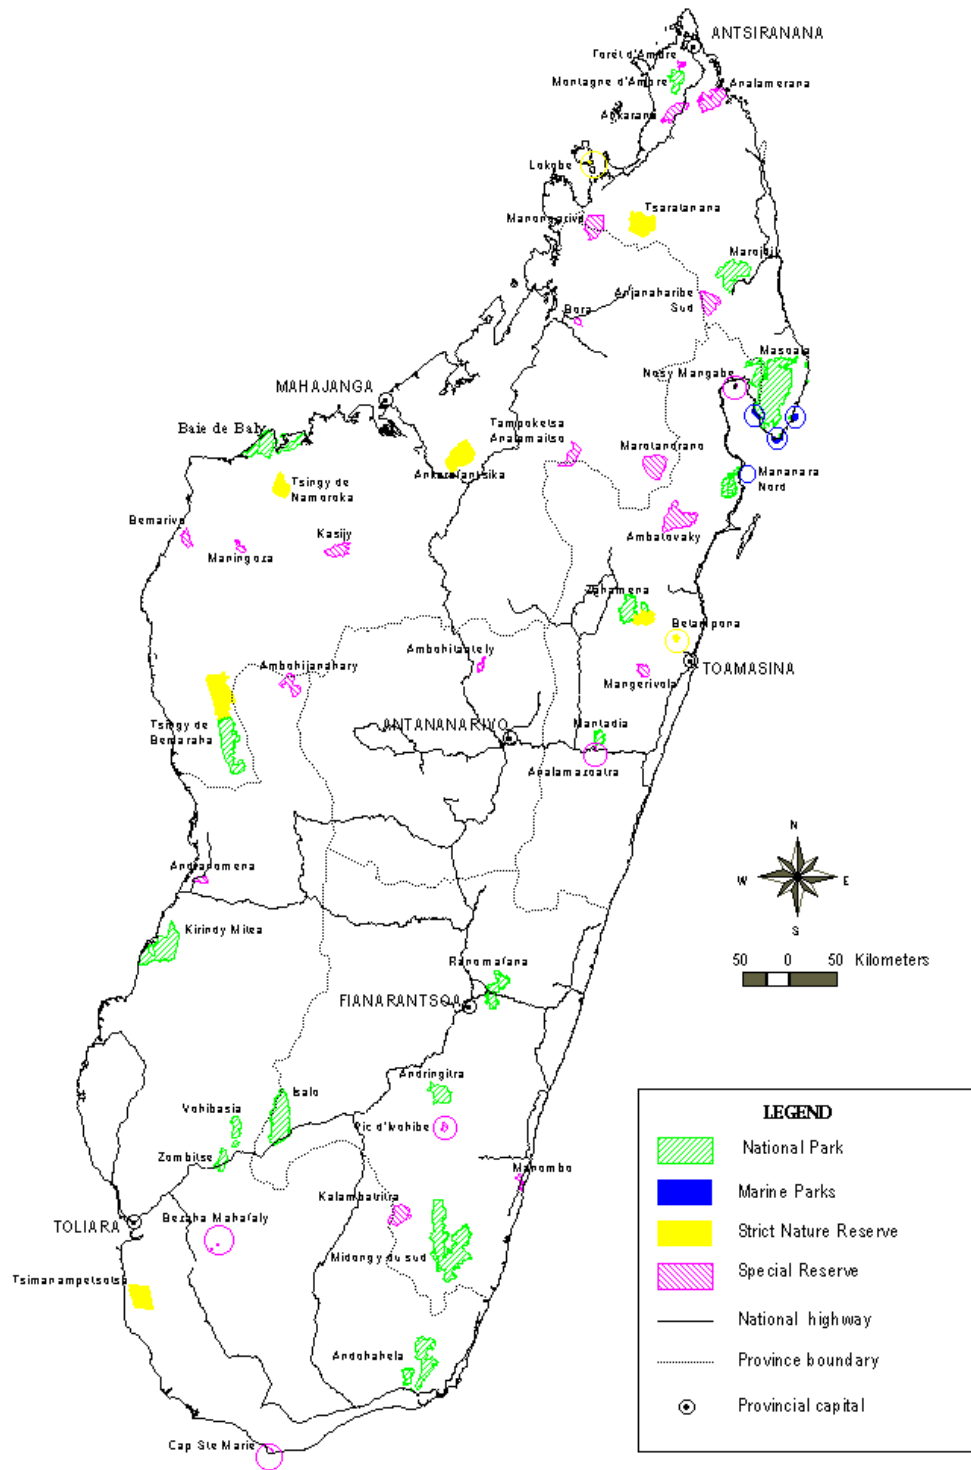 ANTSIRANANA
Forêt d'Ambre
Montagne d'Ambre
Analamerana
Ankarana
Lokobe
Manongarivo
Tsaratanana
Marojejy
Anjanaharibe
Sud
Bora
Masoala
Nosy Mangabe
MAHAJANGA
Baie de Baly
Tampoketsa
Analamaitso
Marotandrano
Ankarafantsika
Tsingy de
Namoroka
Mananara
Nord
Bemarivo
Maningoza
Kasijy
Ambatovaky
Zahamena
Betampona
Ambohijanahary
Ambohitantely
TOAMASINA
Mangerivola
Tsingy de
Bemaraha
ANTANANARIVO
Mantadia
Analamazoatra
N
W
E
S
Andranomena
Kirindy Mitea
50 0 50 Kilometers
Ranomafana
FIANARANTSOA
Andringitra
Isalo
Vohibasia
Pic d'Ivohibe
Zombitse
Manombo
Kalambatritra
TOLIARA
Bezaha Mahafaly
Midongy du sud
Tsimanampetsotsa
Andohahela
Cap Ste Marie
LEGEND
National Park
Marine Parks
Strict Nature Reserve
Special Reserve
National highway
Province boundary
Provincial capital